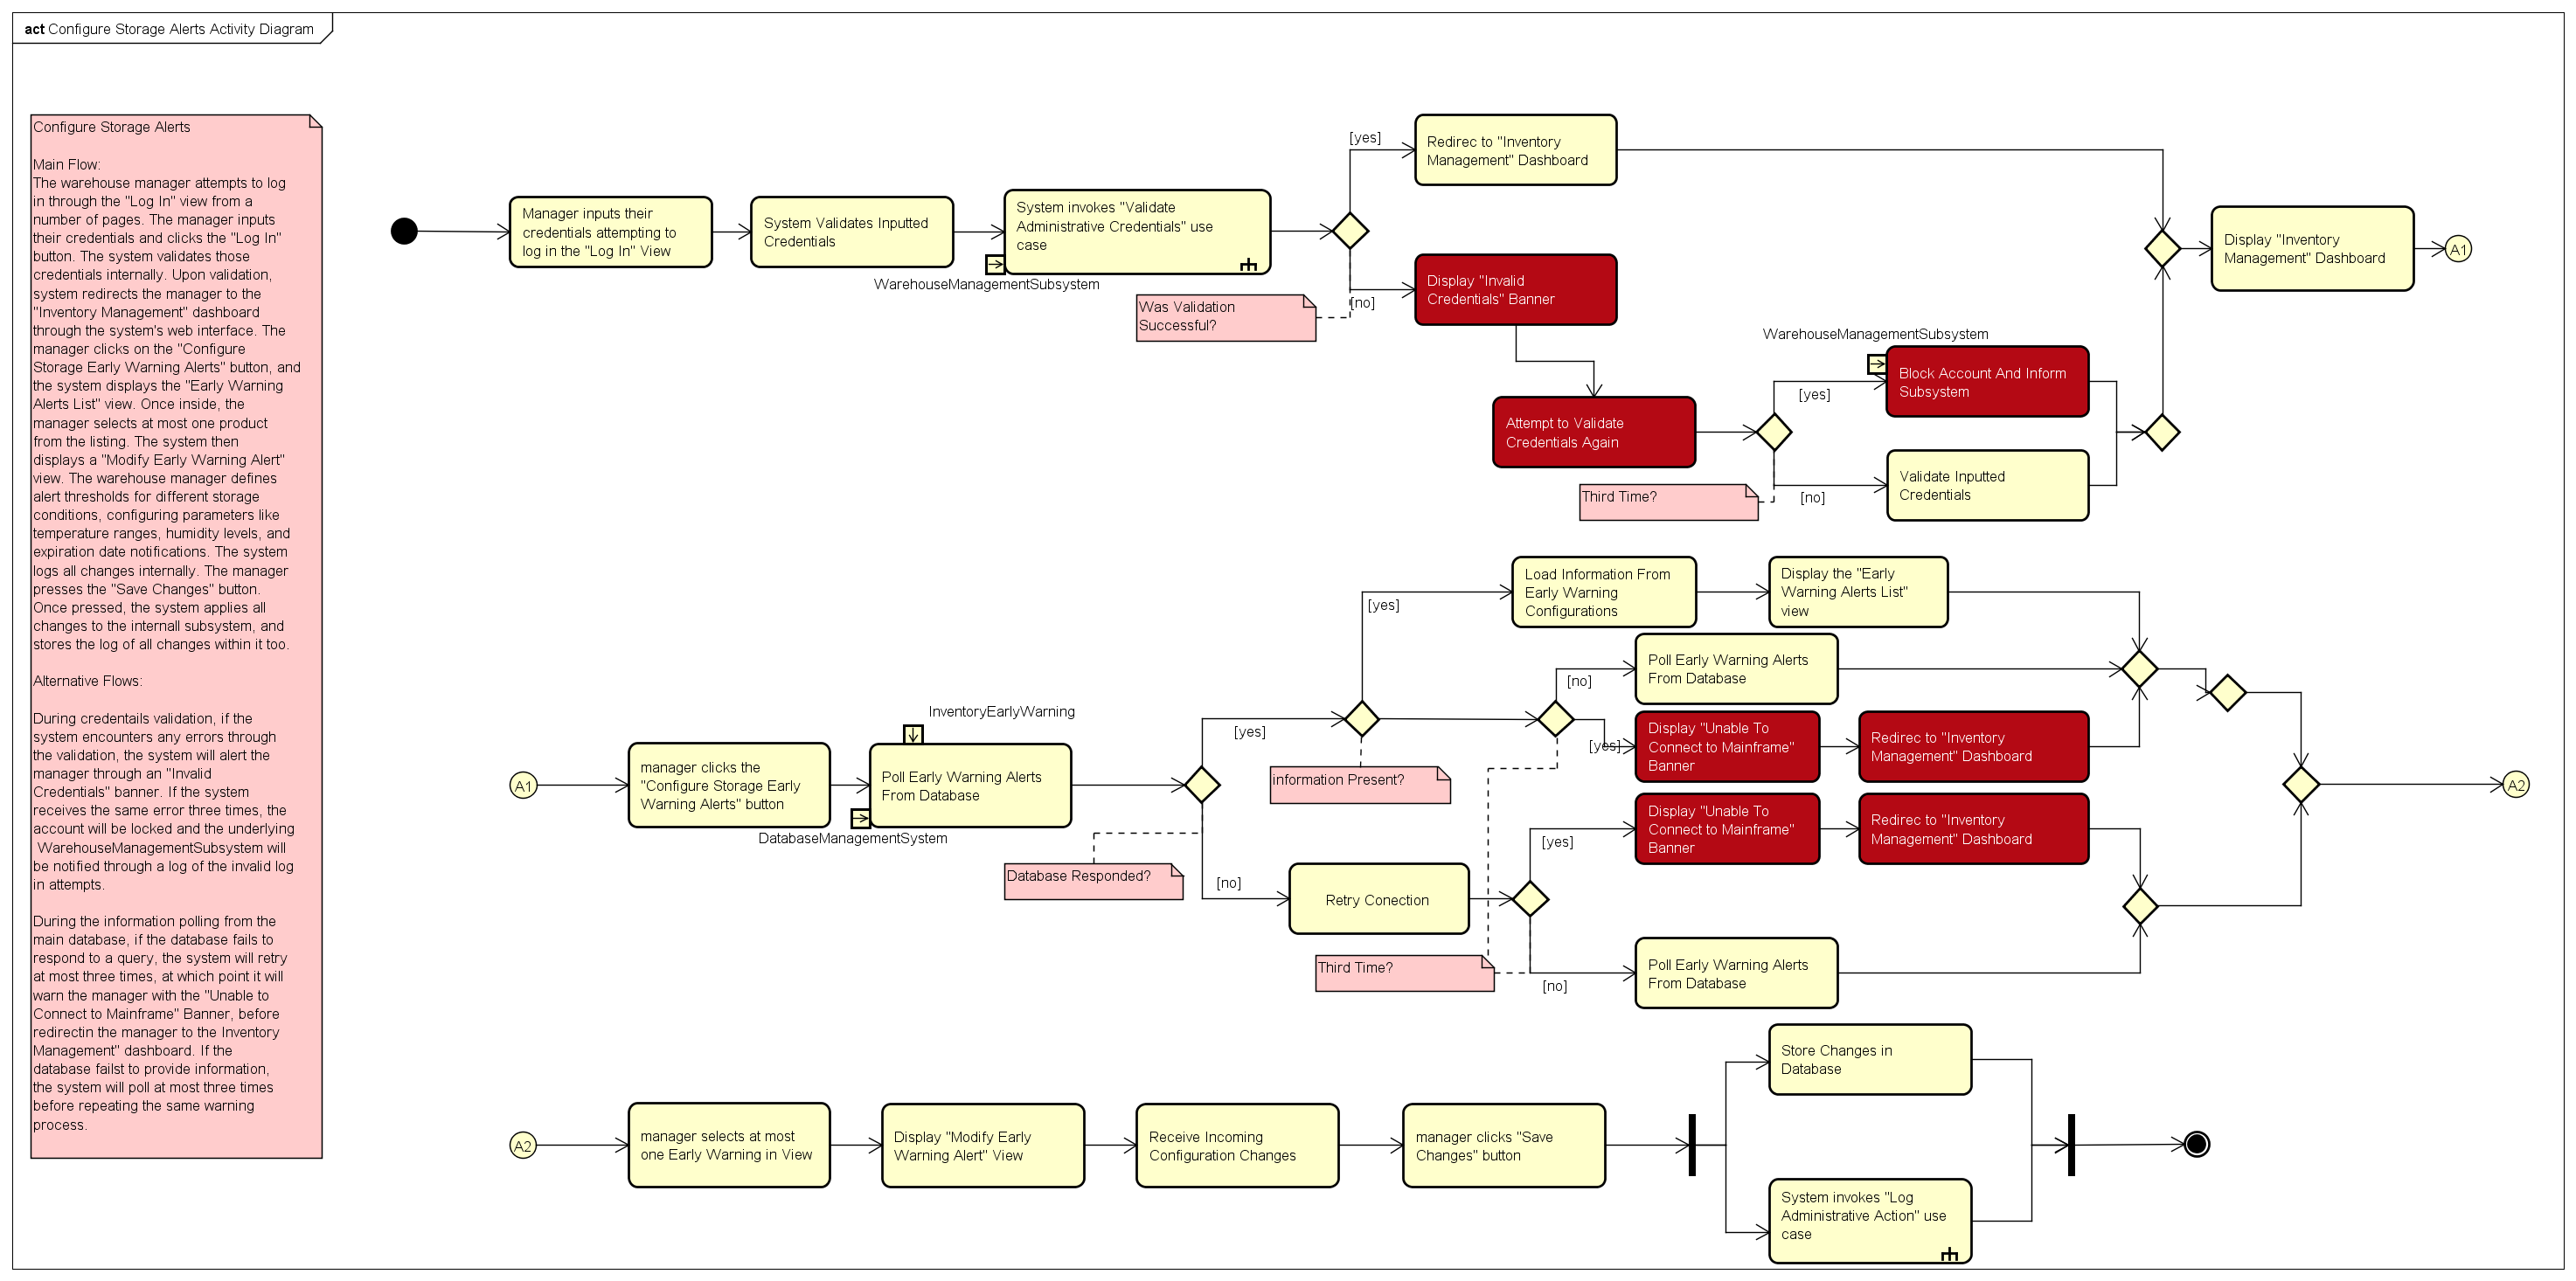 act Configure Storage Alerts Activity Diagram
Configure Storage Alerts
Main Flow:
The warehouse manager attempts to log
in through the "Log In" view from a
number of pages. The manager inputs
their credentials and clicks the "Log In"
button. The system validates those
credentials internally. Upon validation,
system redirects the manager to the
"Inventory Management" dashboard
through the system's web interface. The
manager clicks on the "Configure
Storage Early Warning Alerts" button, and
the system displays the "Early Warning
Alerts List" view. Once inside, the
manager selects at most one product
from the listing. The system then
displays a "Modify Early Warning Alert"
view. The warehouse manager defines
alert thresholds for different storage
conditions, configuring parameters like
temperature ranges, humidity levels, and
expiration date notifications. The system
logs all changes internally. The manager
presses the "Save Changes" button.
Once pressed, the system applies all
changes to the internall subsystem, and
stores the log of all changes within it too.
Alternative Flows:
During credentails validation, if the
system encounters any errors through
the validation, the system will alert the
manager through an "Invalid
Credentials" banner. If the system
receives the same error three times, the
account will be locked and the underlying
WarehouseManagementSubsystem will
be notified through a log of the invalid log
in attempts.
During the information polling from the
main database, if the database fails to
respond to a query, the system will retry
at most three times, at which point it will
warn the manager with the "Unable to
Connect to Mainframe" Banner, before
redirectin the manager to the Inventory
Management" dashboard. If the
database failst to provide information,
the system will poll at most three times
before repeating the same warning
process.
Manager inputs their
credentials attempting to
log in the "Log In" View
System Validates Inputted
Credentials
System invokes "Validate
Administrative Credentials" use
case
WarehouseManagementSubsystem
Was Validation
Successful?
[yes]
[no]
Redirec to "Inventory
Management" Dashboard
Display "Invalid
Credentials" Banner
Attempt to Validate
Credentials Again
Third Time?
[yes]
[no]
WarehouseManagementSubsystem
Block Account And Inform
Subsystem
Validate Inputted
Credentials
Display "Inventory
Management" Dashboard
A1
A1
manager clicks the
"Configure Storage Early
Warning Alerts" button
InventoryEarlyWarning
Poll Early Warning Alerts
From Database
DatabaseManagementSystem
Database Responded?
[yes]
[no]
information Present?
[yes]
Load Information From
Early Warning
Configurations
Display the "Early
Warning Alerts List"
view
[no]
Poll Early Warning Alerts
From Database
[yes]
Display "Unable To
Connect to Mainframe"
Banner
Redirec to "Inventory
Management" Dashboard
Retry Conection
Third Time?
[yes]
Display "Unable To
Connect to Mainframe"
Banner
Redirec to "Inventory
Management" Dashboard
[no]
Poll Early Warning Alerts
From Database
A2
A2
manager selects at most
one Early Warning in View
Display "Modify Early
Warning Alert" View
Receive Incoming
Configuration Changes
manager clicks "Save
Changes" button
Store Changes in
Database
System invokes "Log
Administrative Action" use
case